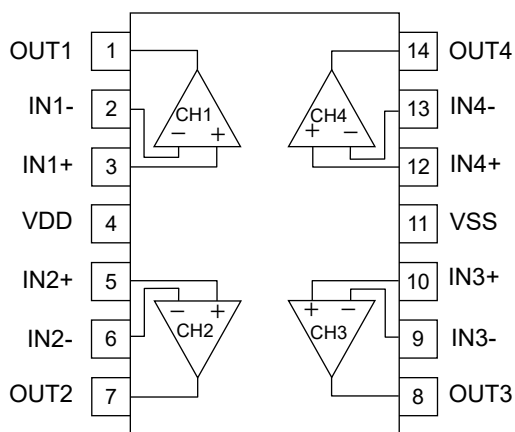 OUT1 1 14 OUT4
IN1- 2 CH1 CH4 13 IN4-
− + + −
IN1+ 3 12 IN4+
VDD 4 11 VSS
IN2+ 5 10 IN3+
− + + −
IN2- 6 CH2 CH3 9 IN3-
OUT2 7 8 OUT3